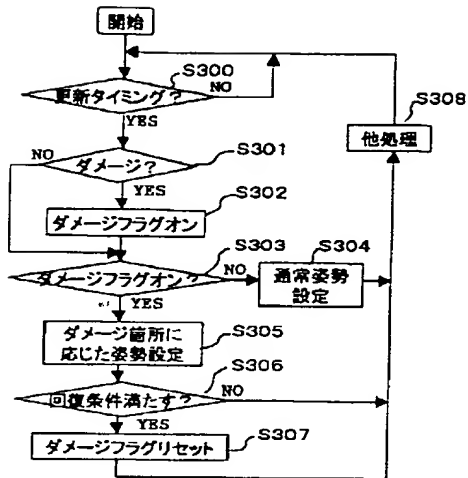 開始
S300
更新タイミング?
NO
YES
S308
他処理
S301
NO
ダメージ?
YES
S302
ダメージフラグオン
S303
ダメージフラグオン?
NO
S304
通常姿勢
設定
YES
S305
ダメージ箇所に
応じた姿勢設定
S306
回復条件満たす?
NO
YES
S307
ダメージフラグリセット